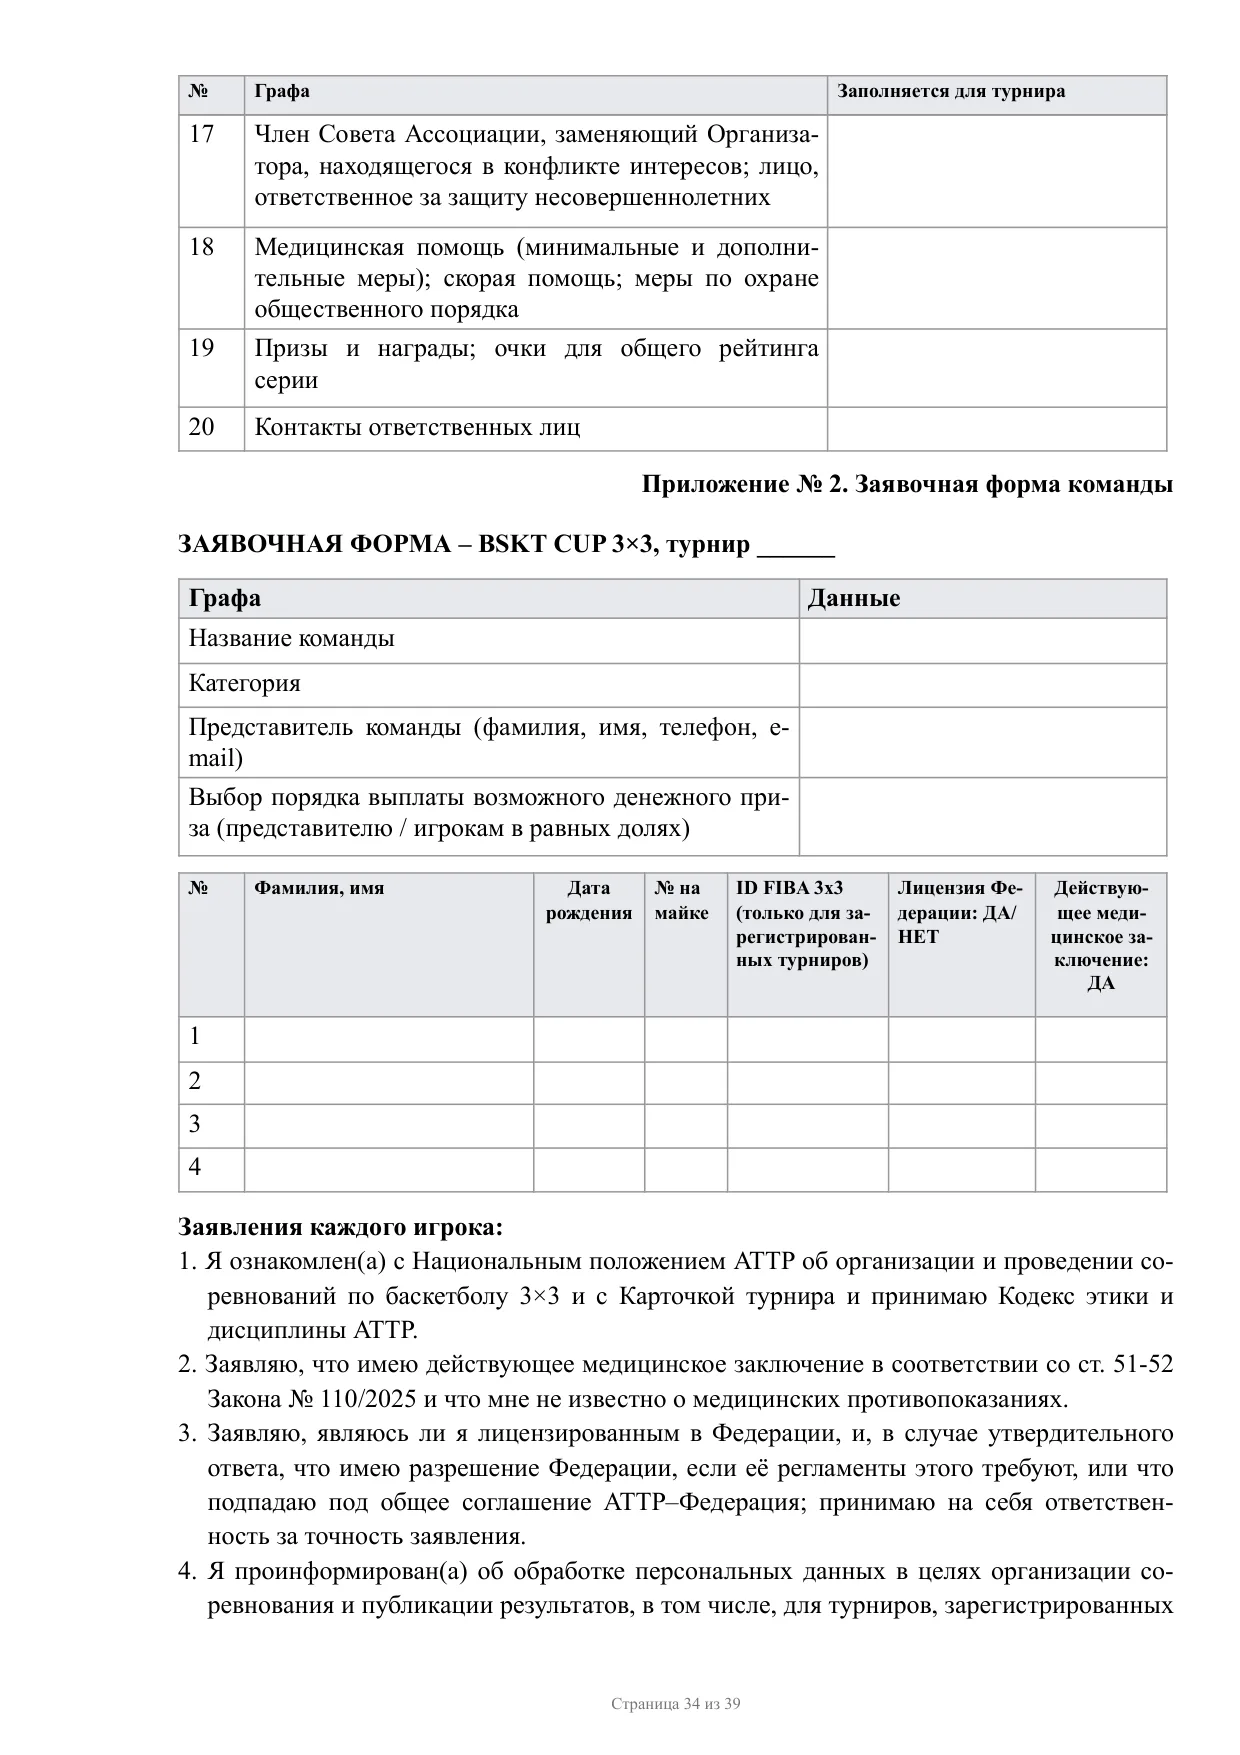 № Графа Заполняется для турнира
17 Член Совета Ассоциации, заменяющий Организа-
тора, находящегося в конфликте интересов; лицо,
ответственное за защиту несовершеннолетних
18 Медицинская помощь (минимальные и дополни-
тельные меры); скорая помощь; меры по охране
общественного порядка
19 Призы и награды; очки для общего рейтинга
серии
20 Контакты ответственных лиц
Приложение № 2. Заявочная форма команды
ЗАЯВОЧНАЯ ФОРМА – BSKT CUP 3×3, турнир ______
Графа Данные
Название команды
Категория
Представитель команды (фамилия, имя, телефон, e-
mail)
Выбор порядка выплаты возможного денежного при-
за (представителю / игрокам в равных долях)
№ Фамилия, имя Дата № на ID FIBA 3x3 Лицензия Фе- Действую-
рождения майке (только для за- дерации: ДА/ щее меди-
регистрирован- НЕТ цинское за-
ных турниров) ключение:
ДА
1
2
3
4
Заявления каждого игрока:
1. Я ознакомлен(а) с Национальным положением АТТР об организации и проведении со-
ревнований по баскетболу 3×3 и с Карточкой турнира и принимаю Кодекс этики и
дисциплины АТТР.
2. Заявляю, что имею действующее медицинское заключение в соответствии со ст. 51-52
Закона № 110/2025 и что мне не известно о медицинских противопоказаниях.
3. Заявляю, являюсь ли я лицензированным в Федерации, и, в случае утвердительного
ответа, что имею разрешение Федерации, если её регламенты этого требуют, или что
подпадаю под общее соглашение АТТР–Федерация; принимаю на себя ответствен-
ность за точность заявления.
4. Я проинформирован(а) об обработке персональных данных в целях организации со-
ревнования и публикации результатов, в том числе, для турниров, зарегистрированных
Страница 34 из 39